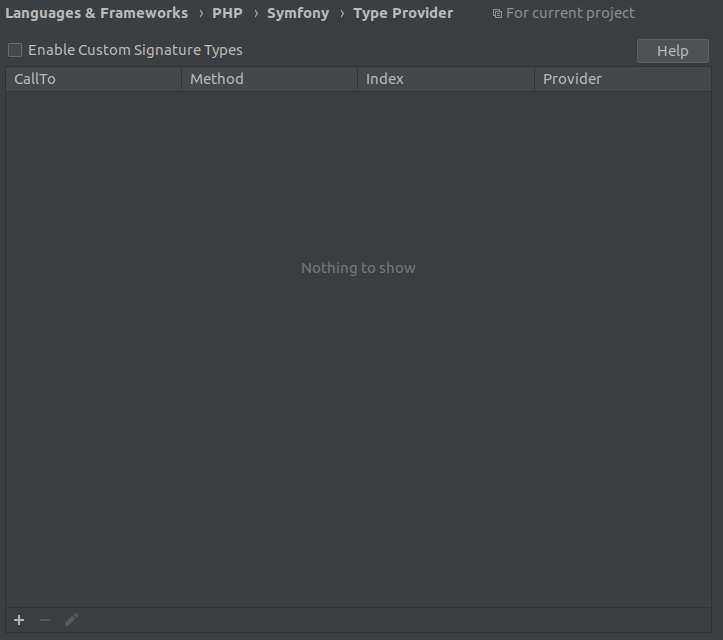 Languages & Frameworks › PHP › Symfony › Type Provider For current project
Enable Custom Signature Types Help
CallTo Method Index Provider
Nothing to show